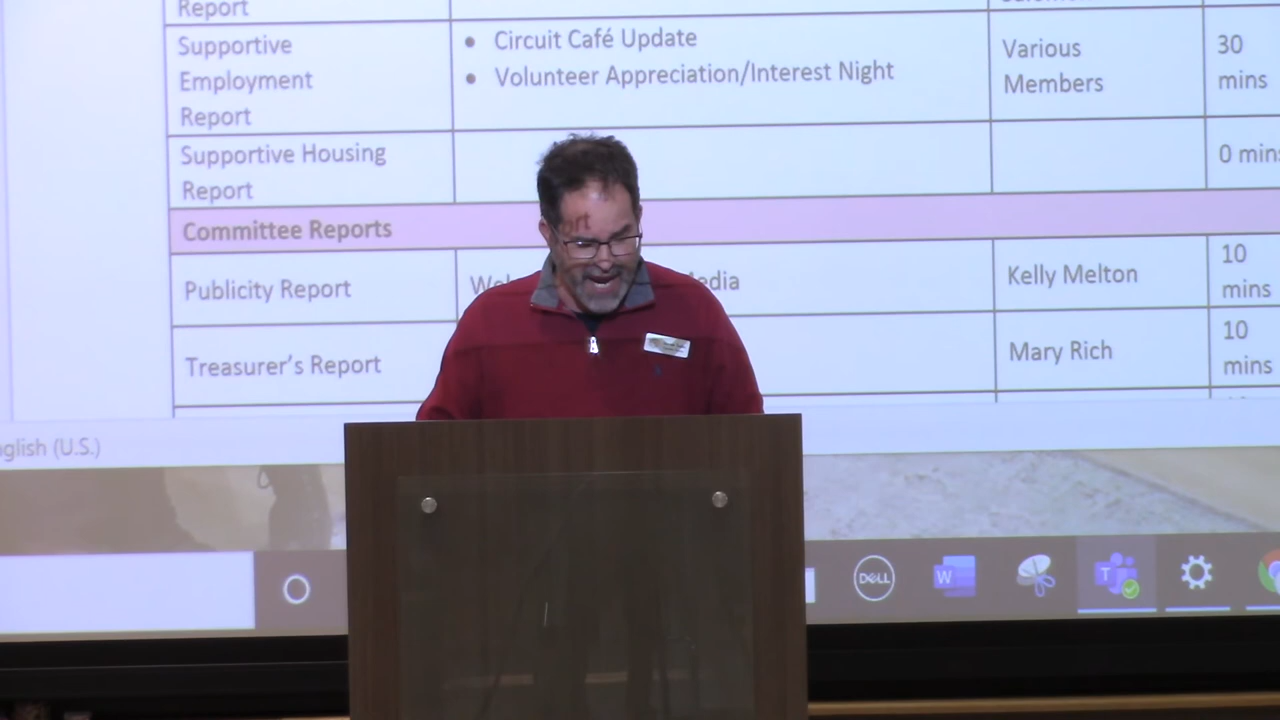 Report
Supportive
Employment
Report
• Circuit Café Update
• Volunteer Appreciation/Interest Night
Various
Members
30
mins
Supportive Housing
Report
0 mins
Committee Reports
Publicity Report
edia
Kelly Melton
10
mins
Treasurer's Report
Mary Rich
10
mins
nglish (U.S.)
DELL
W
T